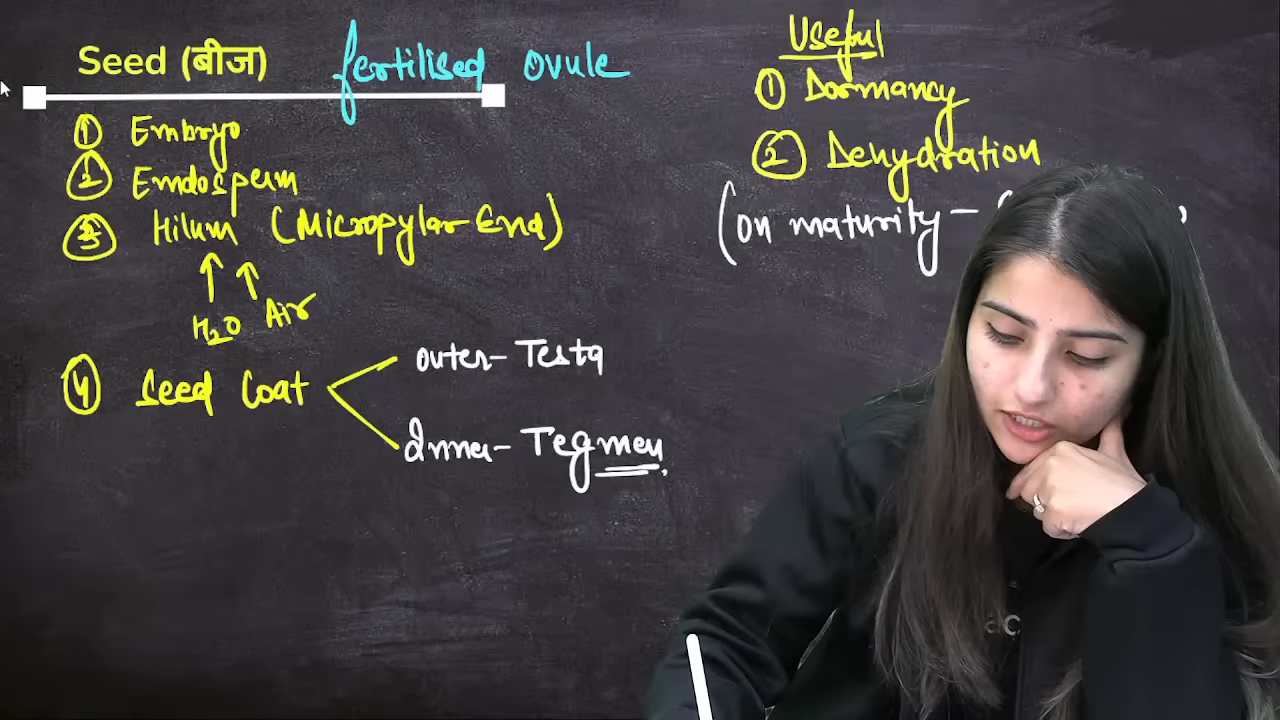 Seed (बीज) fertilised ovule
① Embryo
② Endosperm
③ Hilum (Micropylar End)
H₂O Air
④ Seed Coat
outer - Testa
Inner - Tegmen
Useful
① Dormancy
② Dehydration
(on maturity -